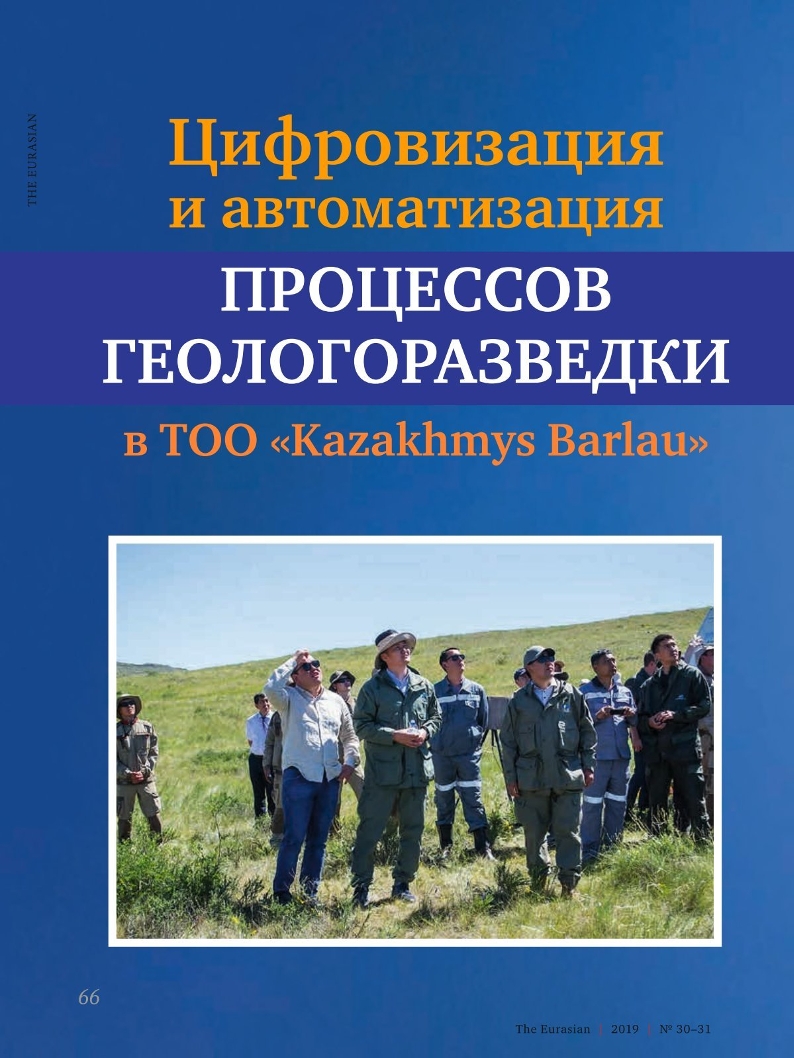 THE EURASIAN
Цифровизация
и автоматизация
ПРОЦЕССОВ
ГЕОЛОГОРАЗВЕДКИ
в ТОО «Kazakhmys Barlau»
66
The Eurasian | 2019 | № 30–31